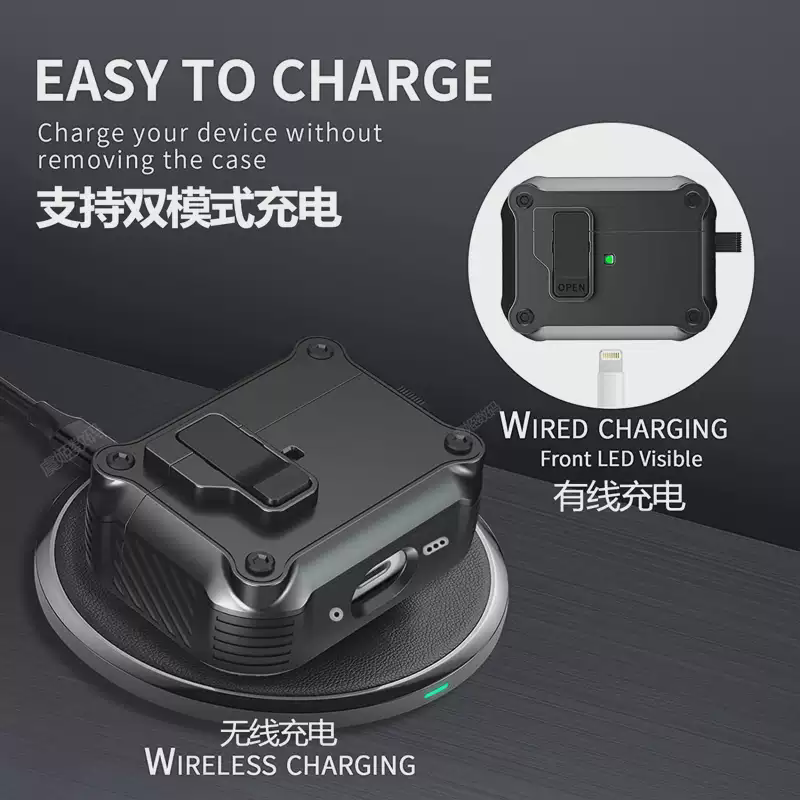 EASY TO CHARGE
Charge your device without
removing the case
支持双模式充电
OPEN
WIRED CHARGING
Front LED Visible
有线充电
无线充电
WIRELESS CHARGING